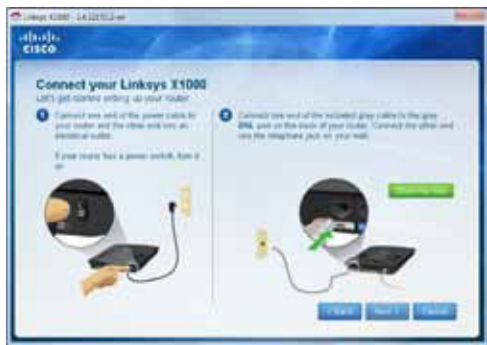 Linksys X1000 -
CISCO
Connect your Linksys X1000
Let's get started setting up your router
1 Connect one end of the power cable to
your router and the other end into an
electrical outlet.
If your router has a power switch, turn it
on.
2 Connect one end of the included gray cable to the gray
DSL port on the back of your router. Connect the other end
into the telephone jack on your wall.
< Back
Next >
Cancel